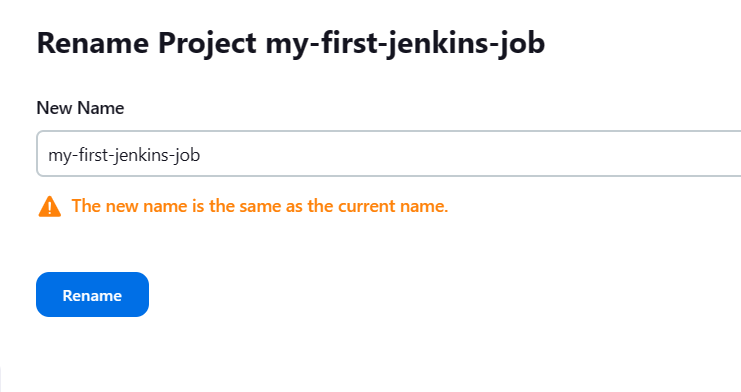 Rename Project my-first-jenkins-job
New Name
my-first-jenkins-job
The new name is the same as the current name.
Rename